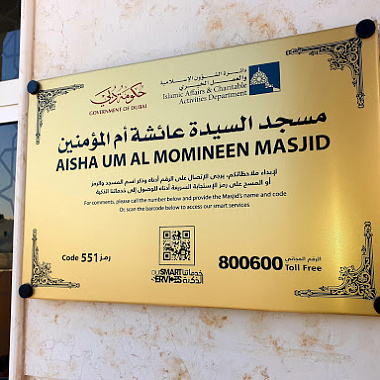 حكومة دبي
GOVERNMENT OF DUBAI
دائرة الشؤون الإسلامية
والعمل الخيري
Islamic Affairs & Charitable
Activities Department
مسجد السيدة عائشة أم المؤمنين
AISHA UM AL MOMINEEN MASJID
لإبداء ملاحظاتكم، يرجى الإتصال على الرقم أدناه وذكر اسم المسجد والرمز
أو المسح على رمز الإستجابة السريعة أدناه للوصول إلى خدماتنا الذكية
For comments, please call the number below and provide the Masjid's name and code
Or, scan the barcode below to access our smart services
Code 551 رمز
OUR SMART خدماتنا
SERVICES الذكية
800600 الرقم المجاني
Toll Free